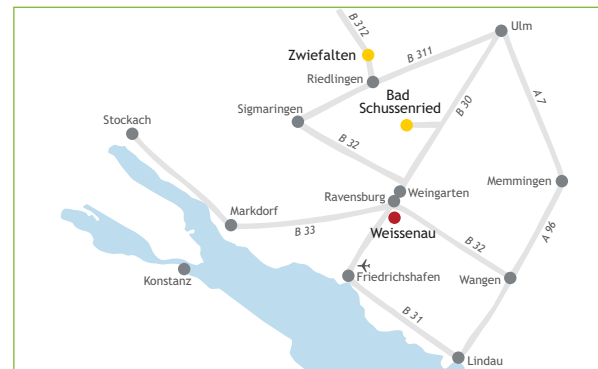 B 312
Ulm
Zwiefalten
B 311
Riedlingen
Bad
Schussenried
B 30
A 7
Sigmaringen
Stockach
B 32
Memmingen
Ravensburg
Weingarten
Markdorf
B 33
Weissenau
B 32
A 96
Konstanz
Friedrichshafen
Wangen
B 31
Lindau